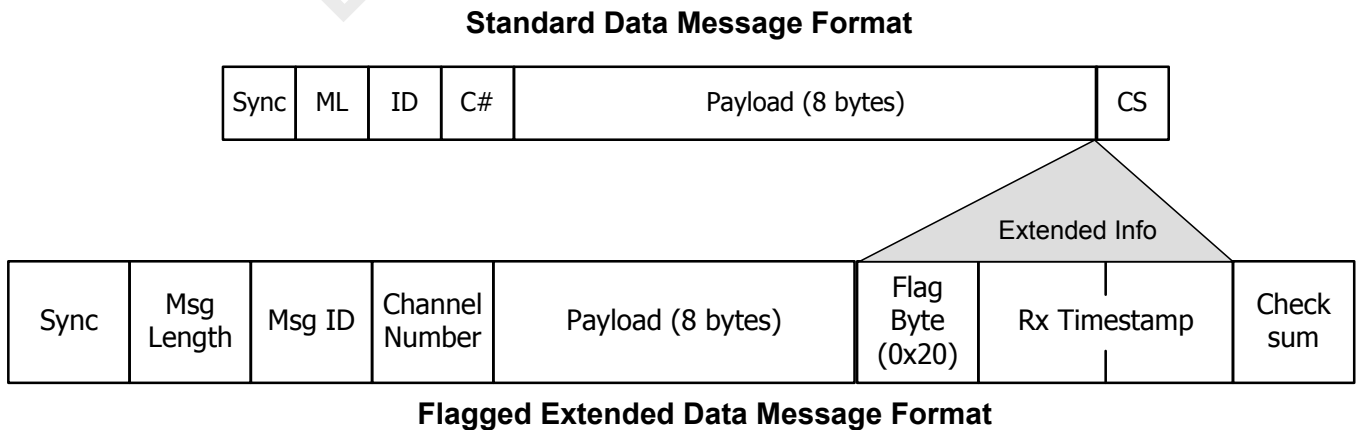 Standard Data Message Format
Sync ML ID C# Payload (8 bytes) CS
Extended Info
Sync Msg Length Msg ID Channel Number Payload (8 bytes) Flag Byte (0x20) Rx Timestamp Check sum
Flagged Extended Data Message Format